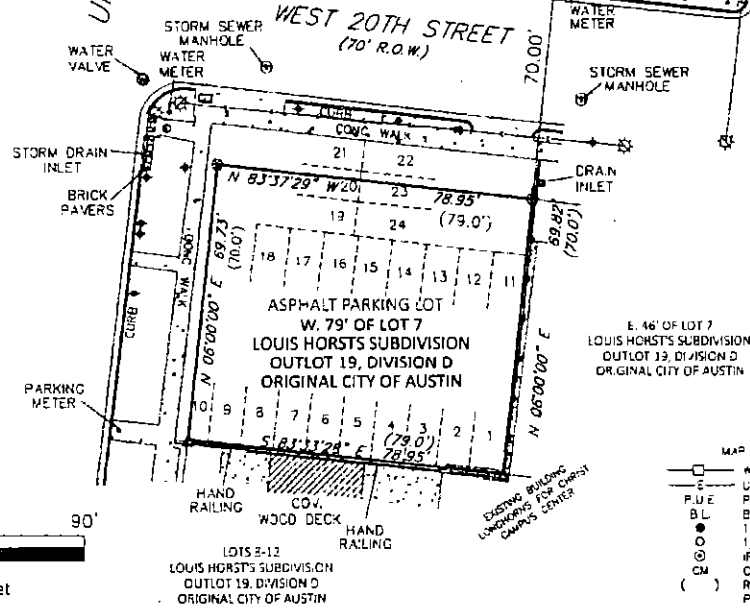 WEST 20TH STREET
(70' R.O.W.)
STORM SEWER
MANHOLE
WATER
VALVE
WATER
METER
WATER
METER
70.00'
STORM SEWER
MANHOLE
CURB
CONC WALK
STORM DRAIN
INLET
BRICK
PAVERS
DRAIN
INLET
21 22
N 83°37'29" W 20 23 78.95'
(79.0')
19 24
69.73'
(70.0')
69.82
(70.0')
18 17 16 15 14 13 12 11
CONC WALK
CURB
N 06°00'00" E
ASPHALT PARKING LOT
W. 79' OF LOT 7
LOUIS HORSTS SUBDIVISION
OUTLOT 19, DIVISION D
ORIGINAL CITY OF AUSTIN
N 06°00'00" E
E. 46' OF LOT 7
LOUIS HORST'S SUBDIVISION
OUTLOT 19, DIVISION D
ORIGINAL CITY OF AUSTIN
PARKING
METER
10 9 8 7 6 5 4 3 2 1
(79.0')
S 83°33'28" E 78.95'
HAND
RAILING
COV.
WOOD DECK
HAND
RAILING
EXISTING BUILDING
LONGHORNS FOR CHRIST
CAMPUS CENTER
90'
LOTS 8-12
LOUIS HORST'S SUBDIVISION
OUTLOT 19, DIVISION D
ORIGINAL CITY OF AUSTIN
MAP
P.U.E
B.L.
CM
( )